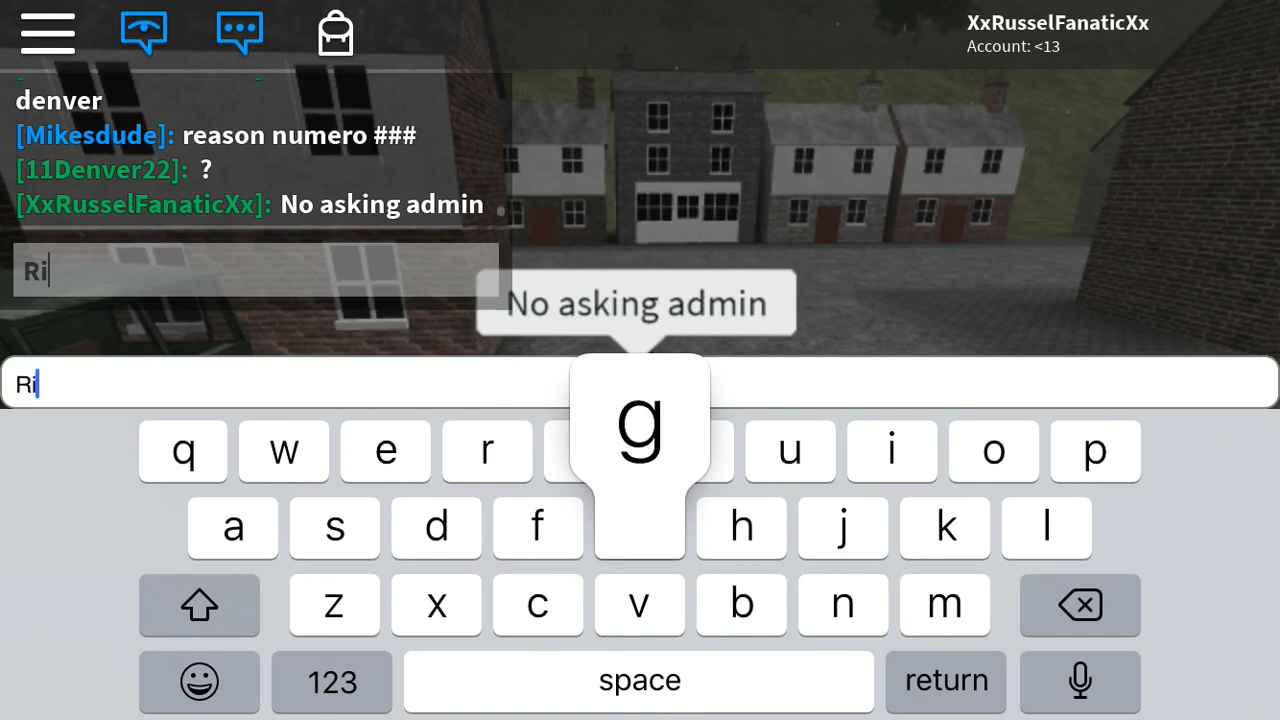 XxRusselFanaticXx
Account: <13
denver
[Mikesdude]: reason numero ###
[11Denver22]: ?
[XxRusselFanaticXx]: No asking admin
Ri
No asking admin
Ri
g
q w e r u i o p
a s d f h j k l
z x c v b n m
123 space return